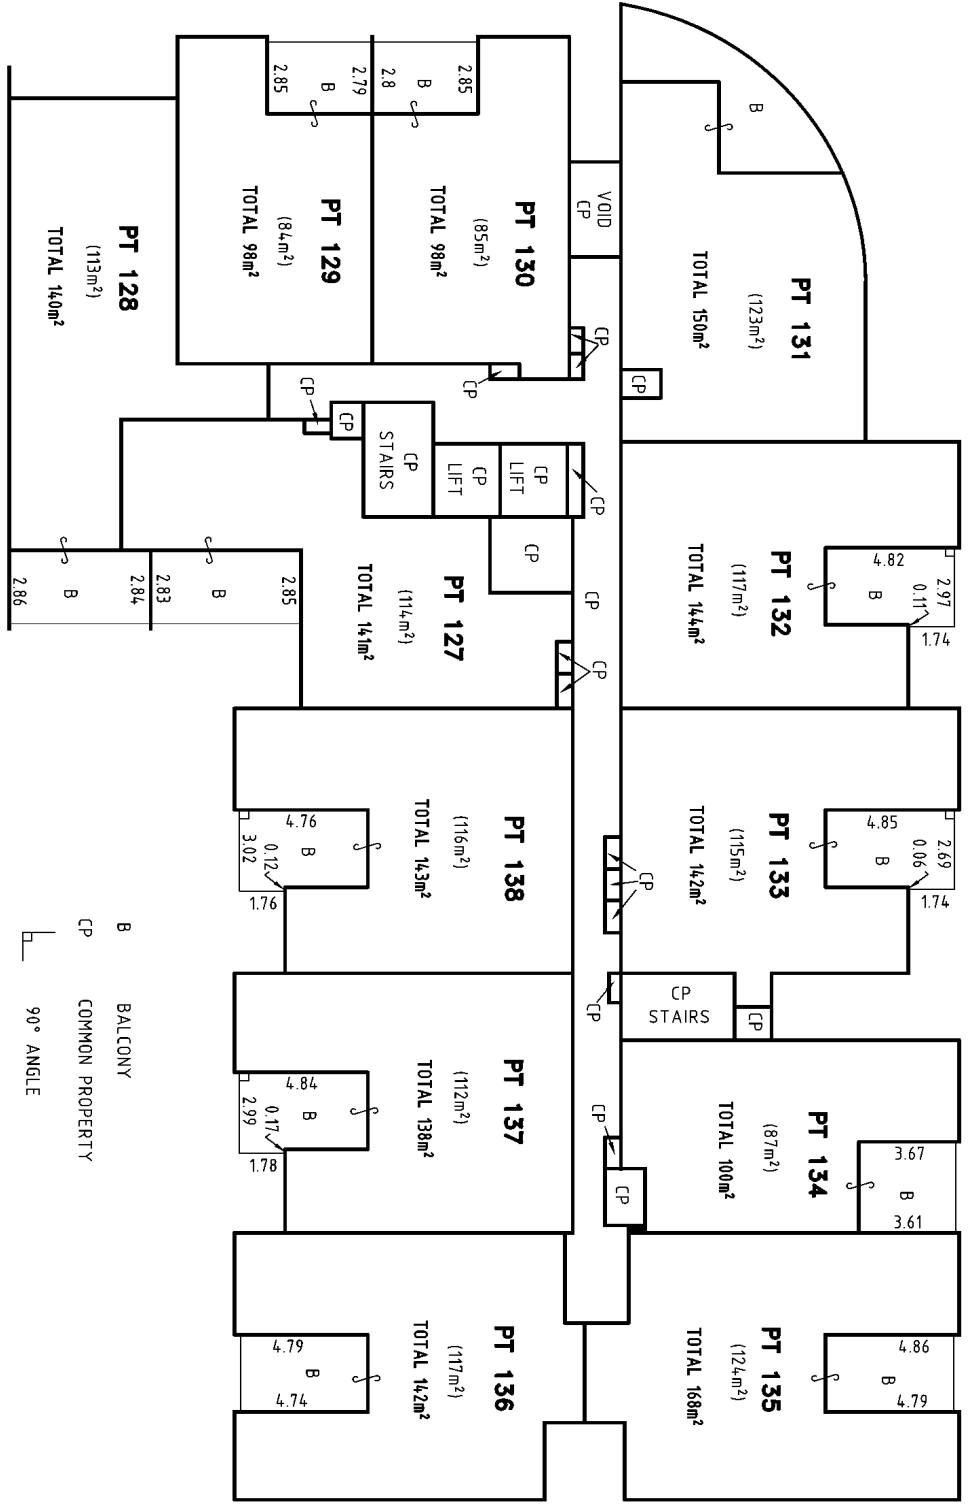 B
PT 131
(123m²)
TOTAL 150m²
CP
2.85
B
2.8
PT 130
(85m²)
TOTAL 98m²
VOID
CP
CP
CP
2.79
B
2.85
PT 129
(84m²)
TOTAL 98m²
PT 128
(113m²)
TOTAL 140m²
2.84
B
2.86
CP
CP
CP
STAIRS
CP
LIFT
CP
LIFT
CP
CP
CP
CP
2.85
B
2.83
PT 127
(114m²)
TOTAL 141m²
PT 132
(117m²)
TOTAL 144m²
4.82
2.97
0.11
B
1.74
PT 133
(115m²)
TOTAL 142m²
4.85
2.69
0.06
B
1.74
CP
PT 138
(116m²)
TOTAL 143m²
4.76
B
0.12
3.02
1.76
CP
STAIRS
CP
CP
PT 134
(87m²)
TOTAL 100m²
3.67
B
3.61
CP
CP
PT 137
(112m²)
TOTAL 138m²
4.84
B
0.17
2.99
1.78
PT 135
(124m²)
TOTAL 168m²
4.86
B
4.79
PT 136
(117m²)
TOTAL 142m²
4.79
B
4.74
B BALCONY
CP COMMON PROPERTY
90° ANGLE